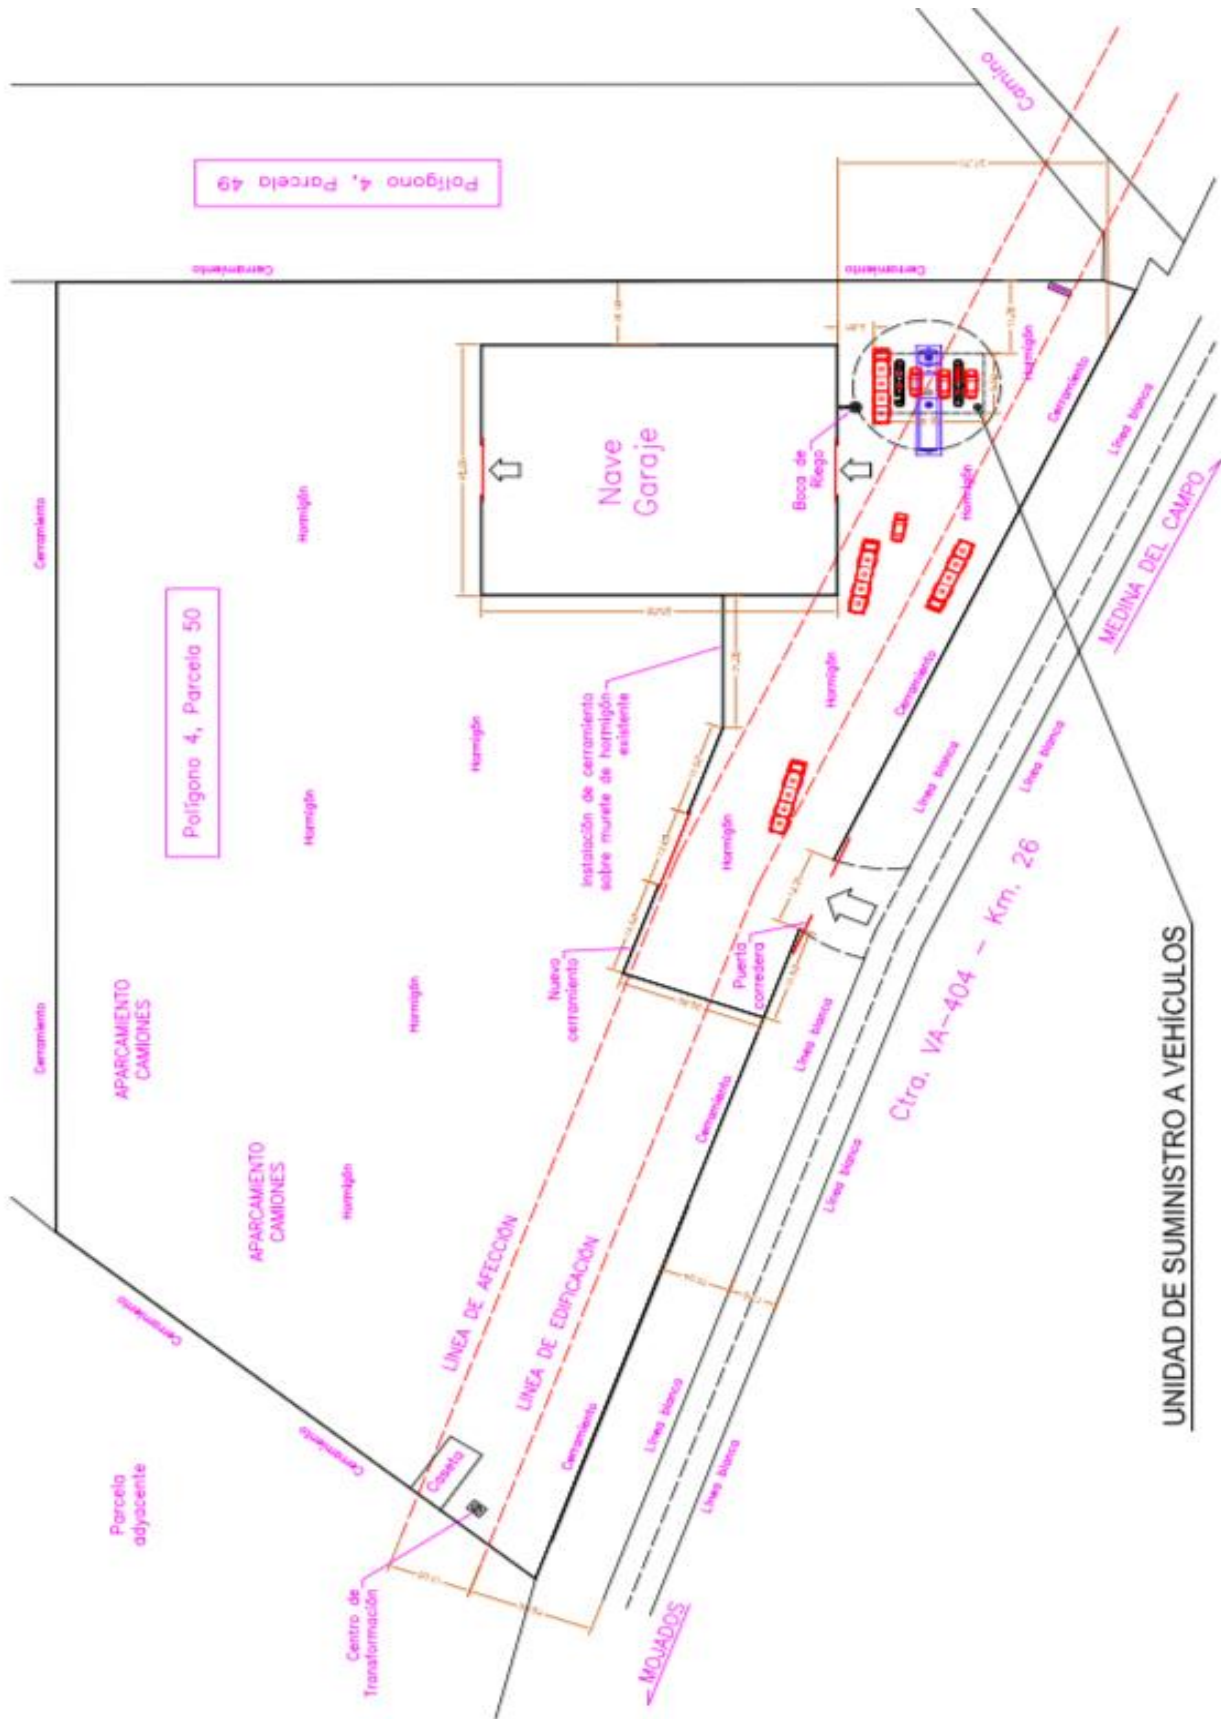 Camino
Polígono 4, Parcela 49
Cerramiento
Cerramiento
Cerramiento
Hormigón
Nave
Garaje
Boca de
Riego
Hormigón
Hormigón
Cerramiento
Línea blanca
Línea blanca
MEDINA DEL CAMPO
Polígono 4, Parcela 50
Hormigón
Hormigón
Instalación de cerramiento
sobre murete de hormigón
existente
Hormigón
Cerramiento
Línea blanca
Línea blanca
Hormigón
Ctra. VA-404 - Km. 26
Nuevo
cerramiento
Puerta
corredera
Línea blanca
Cerramiento
APARCAMIENTO
CAMIONES
Hormigón
Cerramiento
Línea blanca
UNIDAD DE SUMINISTRO A VEHÍCULOS
APARCAMIENTO
CAMIONES
Hormigón
LINEA DE AFECCIÓN
LINEA DE EDIFICACIÓN
Cerramiento
Cerramiento
Caseta
Cerramiento
Línea blanca
Línea blanca
Parcela
adyacente
Centro de
Transformación
MOJADOS